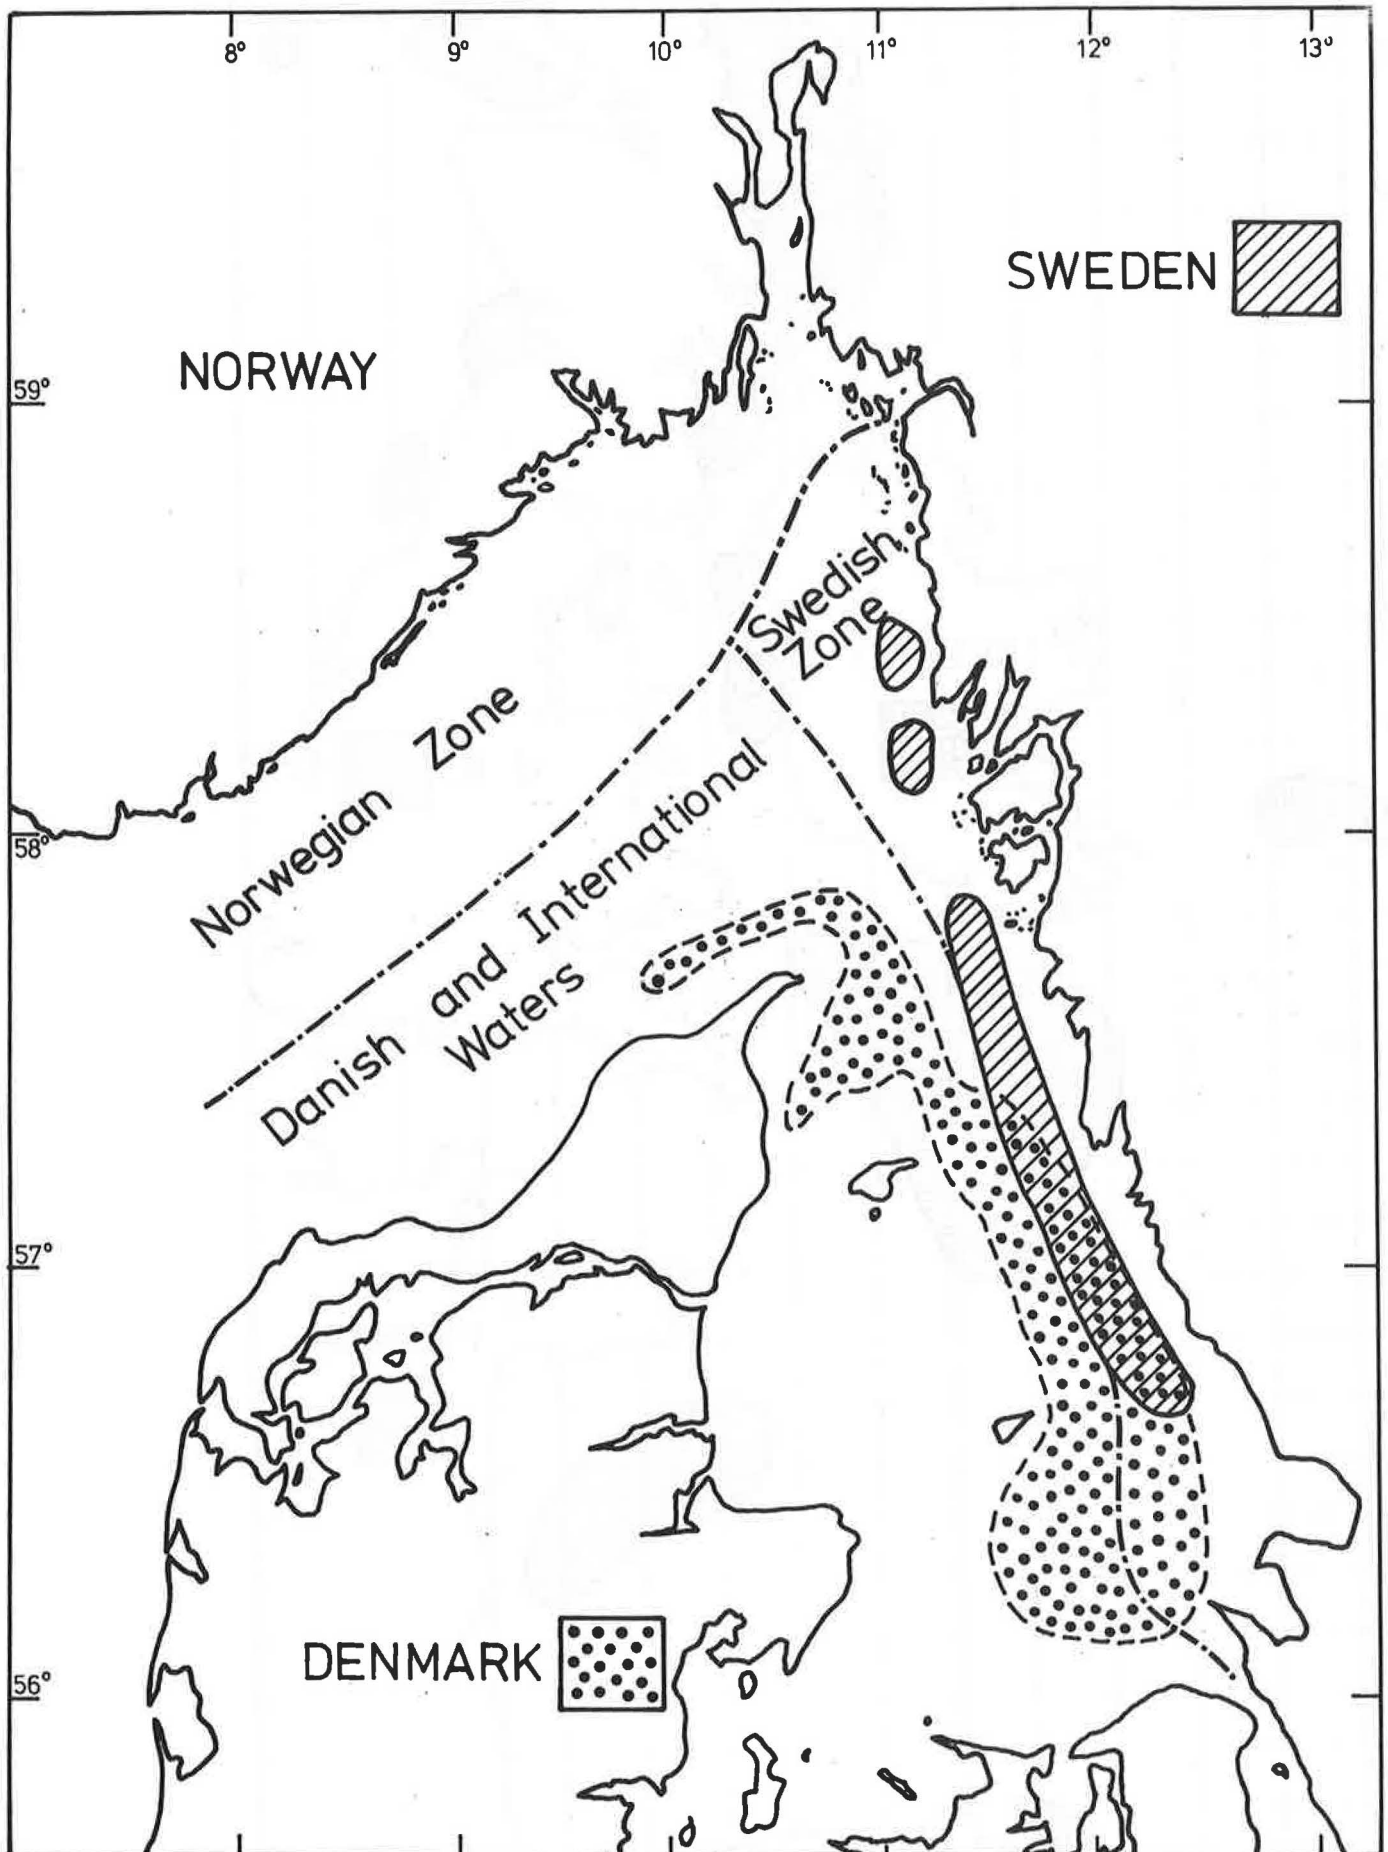 8° 9° 10° 11° 12° 13°
SWEDEN
NORWAY
59°
Swedish
Zone
Norwegian Zone
58°
Danish and International
Waters
57°
DENMARK
56°